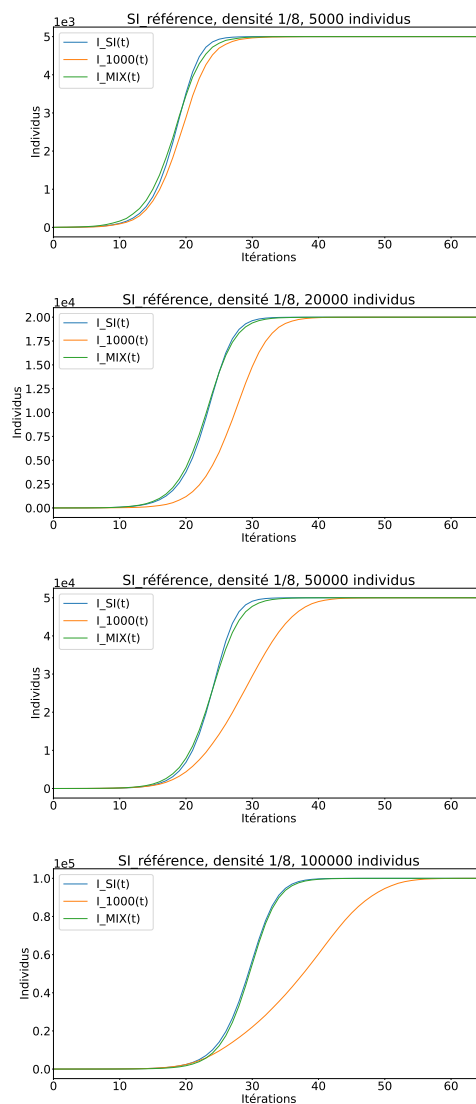 SI_référence, densité 1/8, 5000 individus
1e3
5
4
3
2
1
0
Individus
I_SI(t)
I_1000(t)
I_MIX(t)
0 10 20 30 40 50 60
Itérations
SI_référence, densité 1/8, 20000 individus
1e4
2.00
1.75
1.50
1.25
1.00
0.75
0.50
0.25
0.00
Individus
I_SI(t)
I_1000(t)
I_MIX(t)
0 10 20 30 40 50 60
Itérations
SI_référence, densité 1/8, 50000 individus
1e4
5
4
3
2
1
0
Individus
I_SI(t)
I_1000(t)
I_MIX(t)
0 10 20 30 40 50 60
Itérations
SI_référence, densité 1/8, 100000 individus
1e5
1.0
0.8
0.6
0.4
0.2
0.0
Individus
I_SI(t)
I_1000(t)
I_MIX(t)
0 10 20 30 40 50 60
Itérations